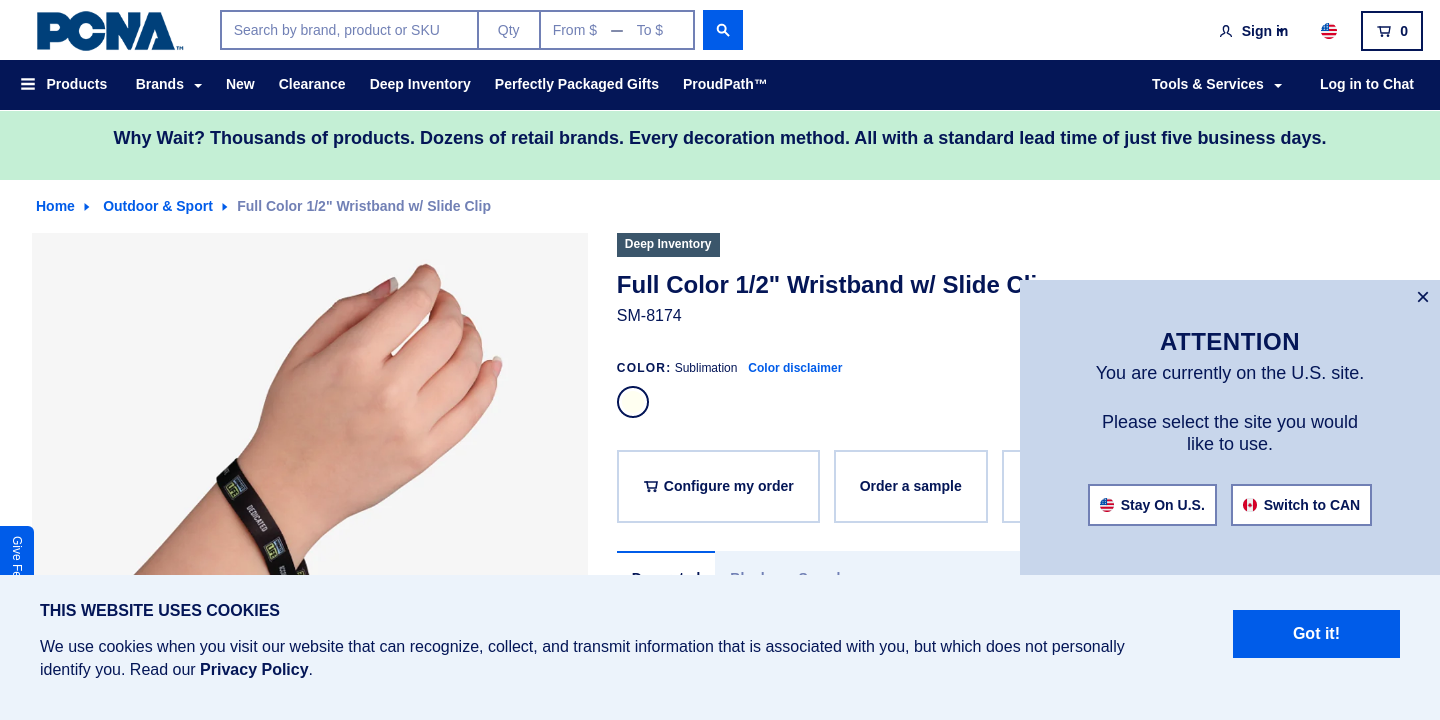 PCNA™
Search by brand, product or SKU
Qty
From $ — To $
Sign in
0
Products
Brands
New
Clearance
Deep Inventory
Perfectly Packaged Gifts
ProudPath™
Tools & Services
Log in to Chat
Why Wait? Thousands of products. Dozens of retail brands. Every decoration method. All with a standard lead time of just five business days.
Home
Outdoor & Sport
Full Color 1/2" Wristband w/ Slide Clip
Deep Inventory
Full Color 1/2" Wristband w/ Slide Cli
SM-8174
COLOR: Sublimation Color disclaimer
Configure my order
Order a sample
DEDICATED
×
ATTENTION
You are currently on the U.S. site.
Please select the site you would
like to use.
Stay On U.S.
Switch to CAN
THIS WEBSITE USES COOKIES
We use cookies when you visit our website that can recognize, collect, and transmit information that is associated with you, but which does not personally
identify you. Read our Privacy Policy.
Got it!